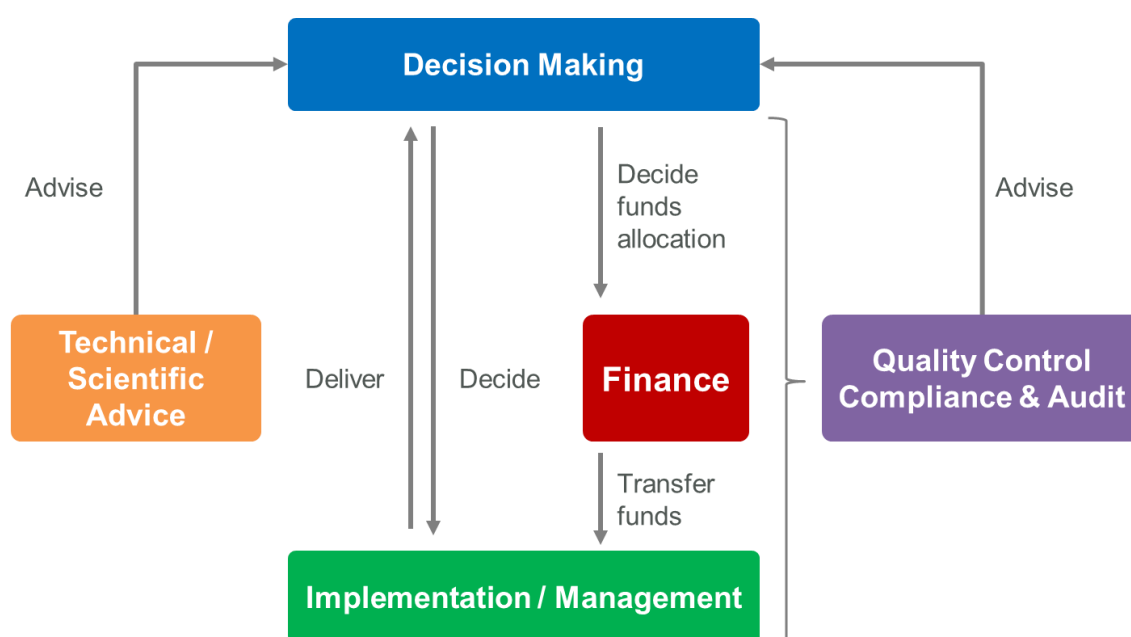 Decision Making
Advise
Decide
funds
allocation
Advise
Technical /
Scientific
Advice
Deliver
Decide
Finance
Quality Control
Compliance & Audit
Transfer
funds
Implementation / Management